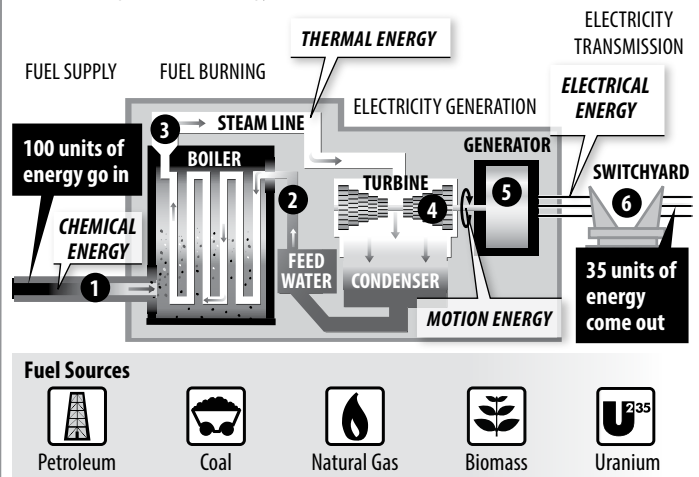 ELECTRICITY
TRANSMISSION
FUEL SUPPLY
FUEL BURNING
THERMAL ENERGY
ELECTRICITY GENERATION
ELECTRICAL
ENERGY
3
STEAM LINE
100 units of
energy go in
BOILER
GENERATOR
SWITCHYARD
TURBINE
2
4
5
6
CHEMICAL
ENERGY
1
FEED
WATER
CONDENSER
MOTION ENERGY
35 units of
energy
come out
Fuel Sources
U235
Petroleum
Coal
Natural Gas
Biomass
Uranium